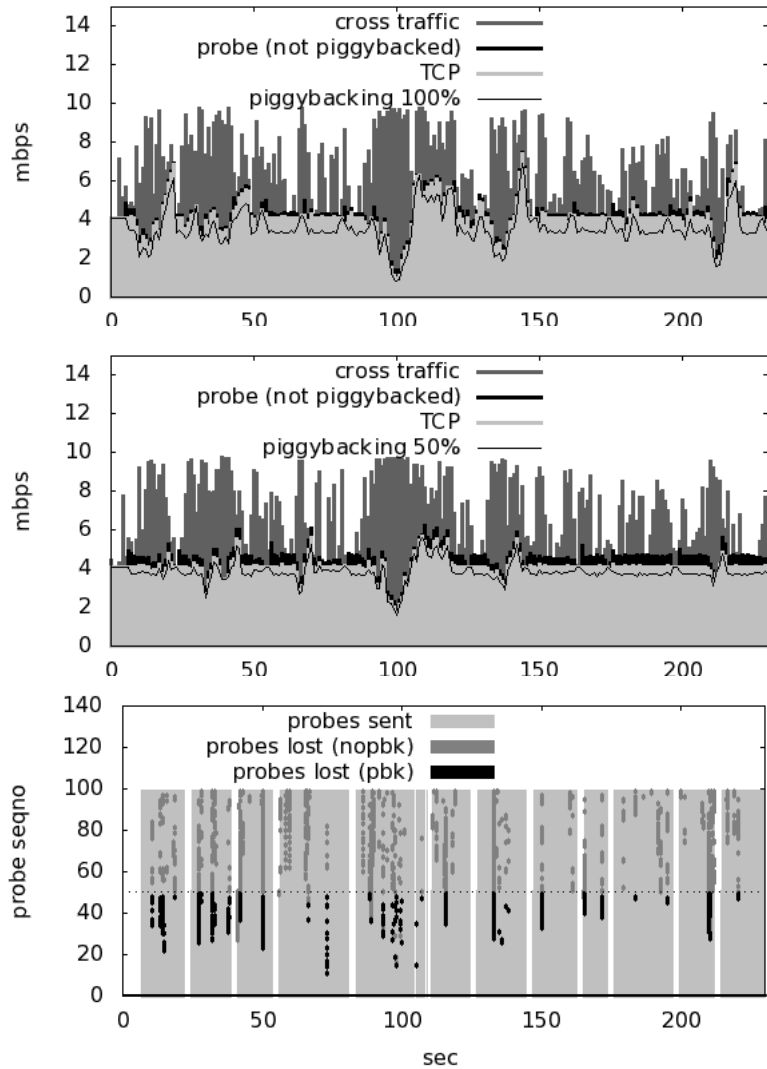 14
12
10
8
6
4
2
0
mbps
cross traffic
probe (not piggybacked)
TCP
piggybacking 100%
0 50 100 150 200
14
12
10
8
6
4
2
0
mbps
cross traffic
probe (not piggybacked)
TCP
piggybacking 50%
0 50 100 150 200
140
120
100
80
60
40
20
0
probe seqno
probes sent
probes lost (nopbk)
probes lost (pbk)
0 50 100 150 200
sec